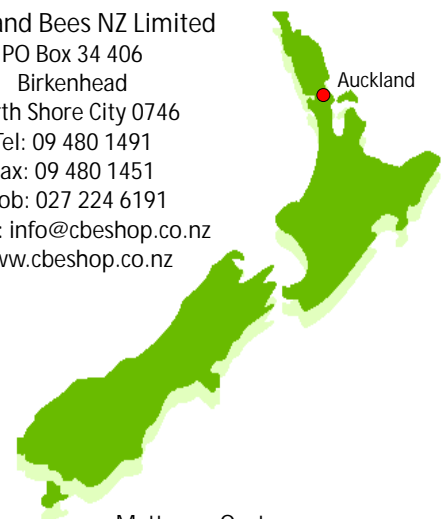 and Bees NZ Limited
PO Box 34 406
Birkenhead
th Shore City 0746
Tel: 09 480 1491
ax: 09 480 1451
ob: 027 224 6191
: info@cbeshop.co.nz
ww.cbeshop.co.nz
Auckland